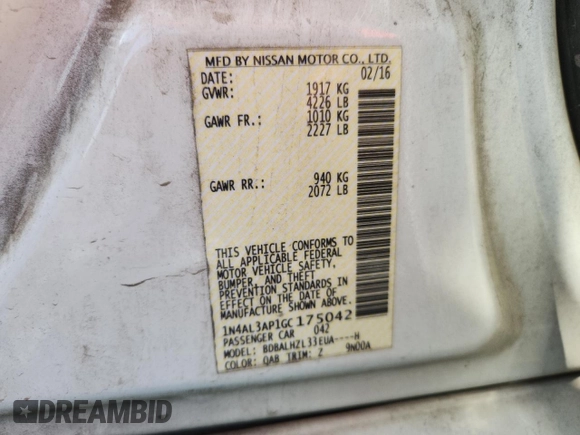 MFD BY NISSAN MOTOR CO., LTD.
DATE: 02/16
GVWR: 1917 KG
4226 LB
GAWR FR.: 1010 KG
2227 LB
GAWR RR.: 940 KG
2072 LB
THIS VEHICLE CONFORMS TO
ALL APPLICABLE FEDERAL
MOTOR VEHICLE SAFETY,
BUMPER, AND THEFT
PREVENTION STANDARDS IN
EFFECT ON THE DATE OF
MANUFACTURE SHOWN ABOVE.
1N4AL3AP1GC175042
PASSENGER CAR 042
MODEL: BDBALHZL33EUA----H
COLOR: QAB TRIM: Z 9N00A
DREAMBID